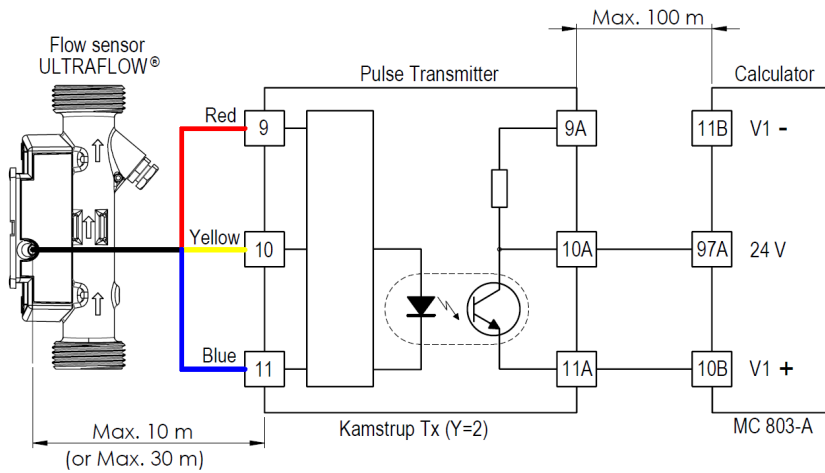 Max. 100 m
Flow sensor
ULTRAFLOW®
Pulse Transmitter
Calculator
Red
9
9A
11B
V1 -
Yellow
10
10A
97A
24 V
Blue
11
11A
10B
V1 +
Max. 10 m
(or Max. 30 m)
Kamstrup Tx (Y=2)
MC 803-A